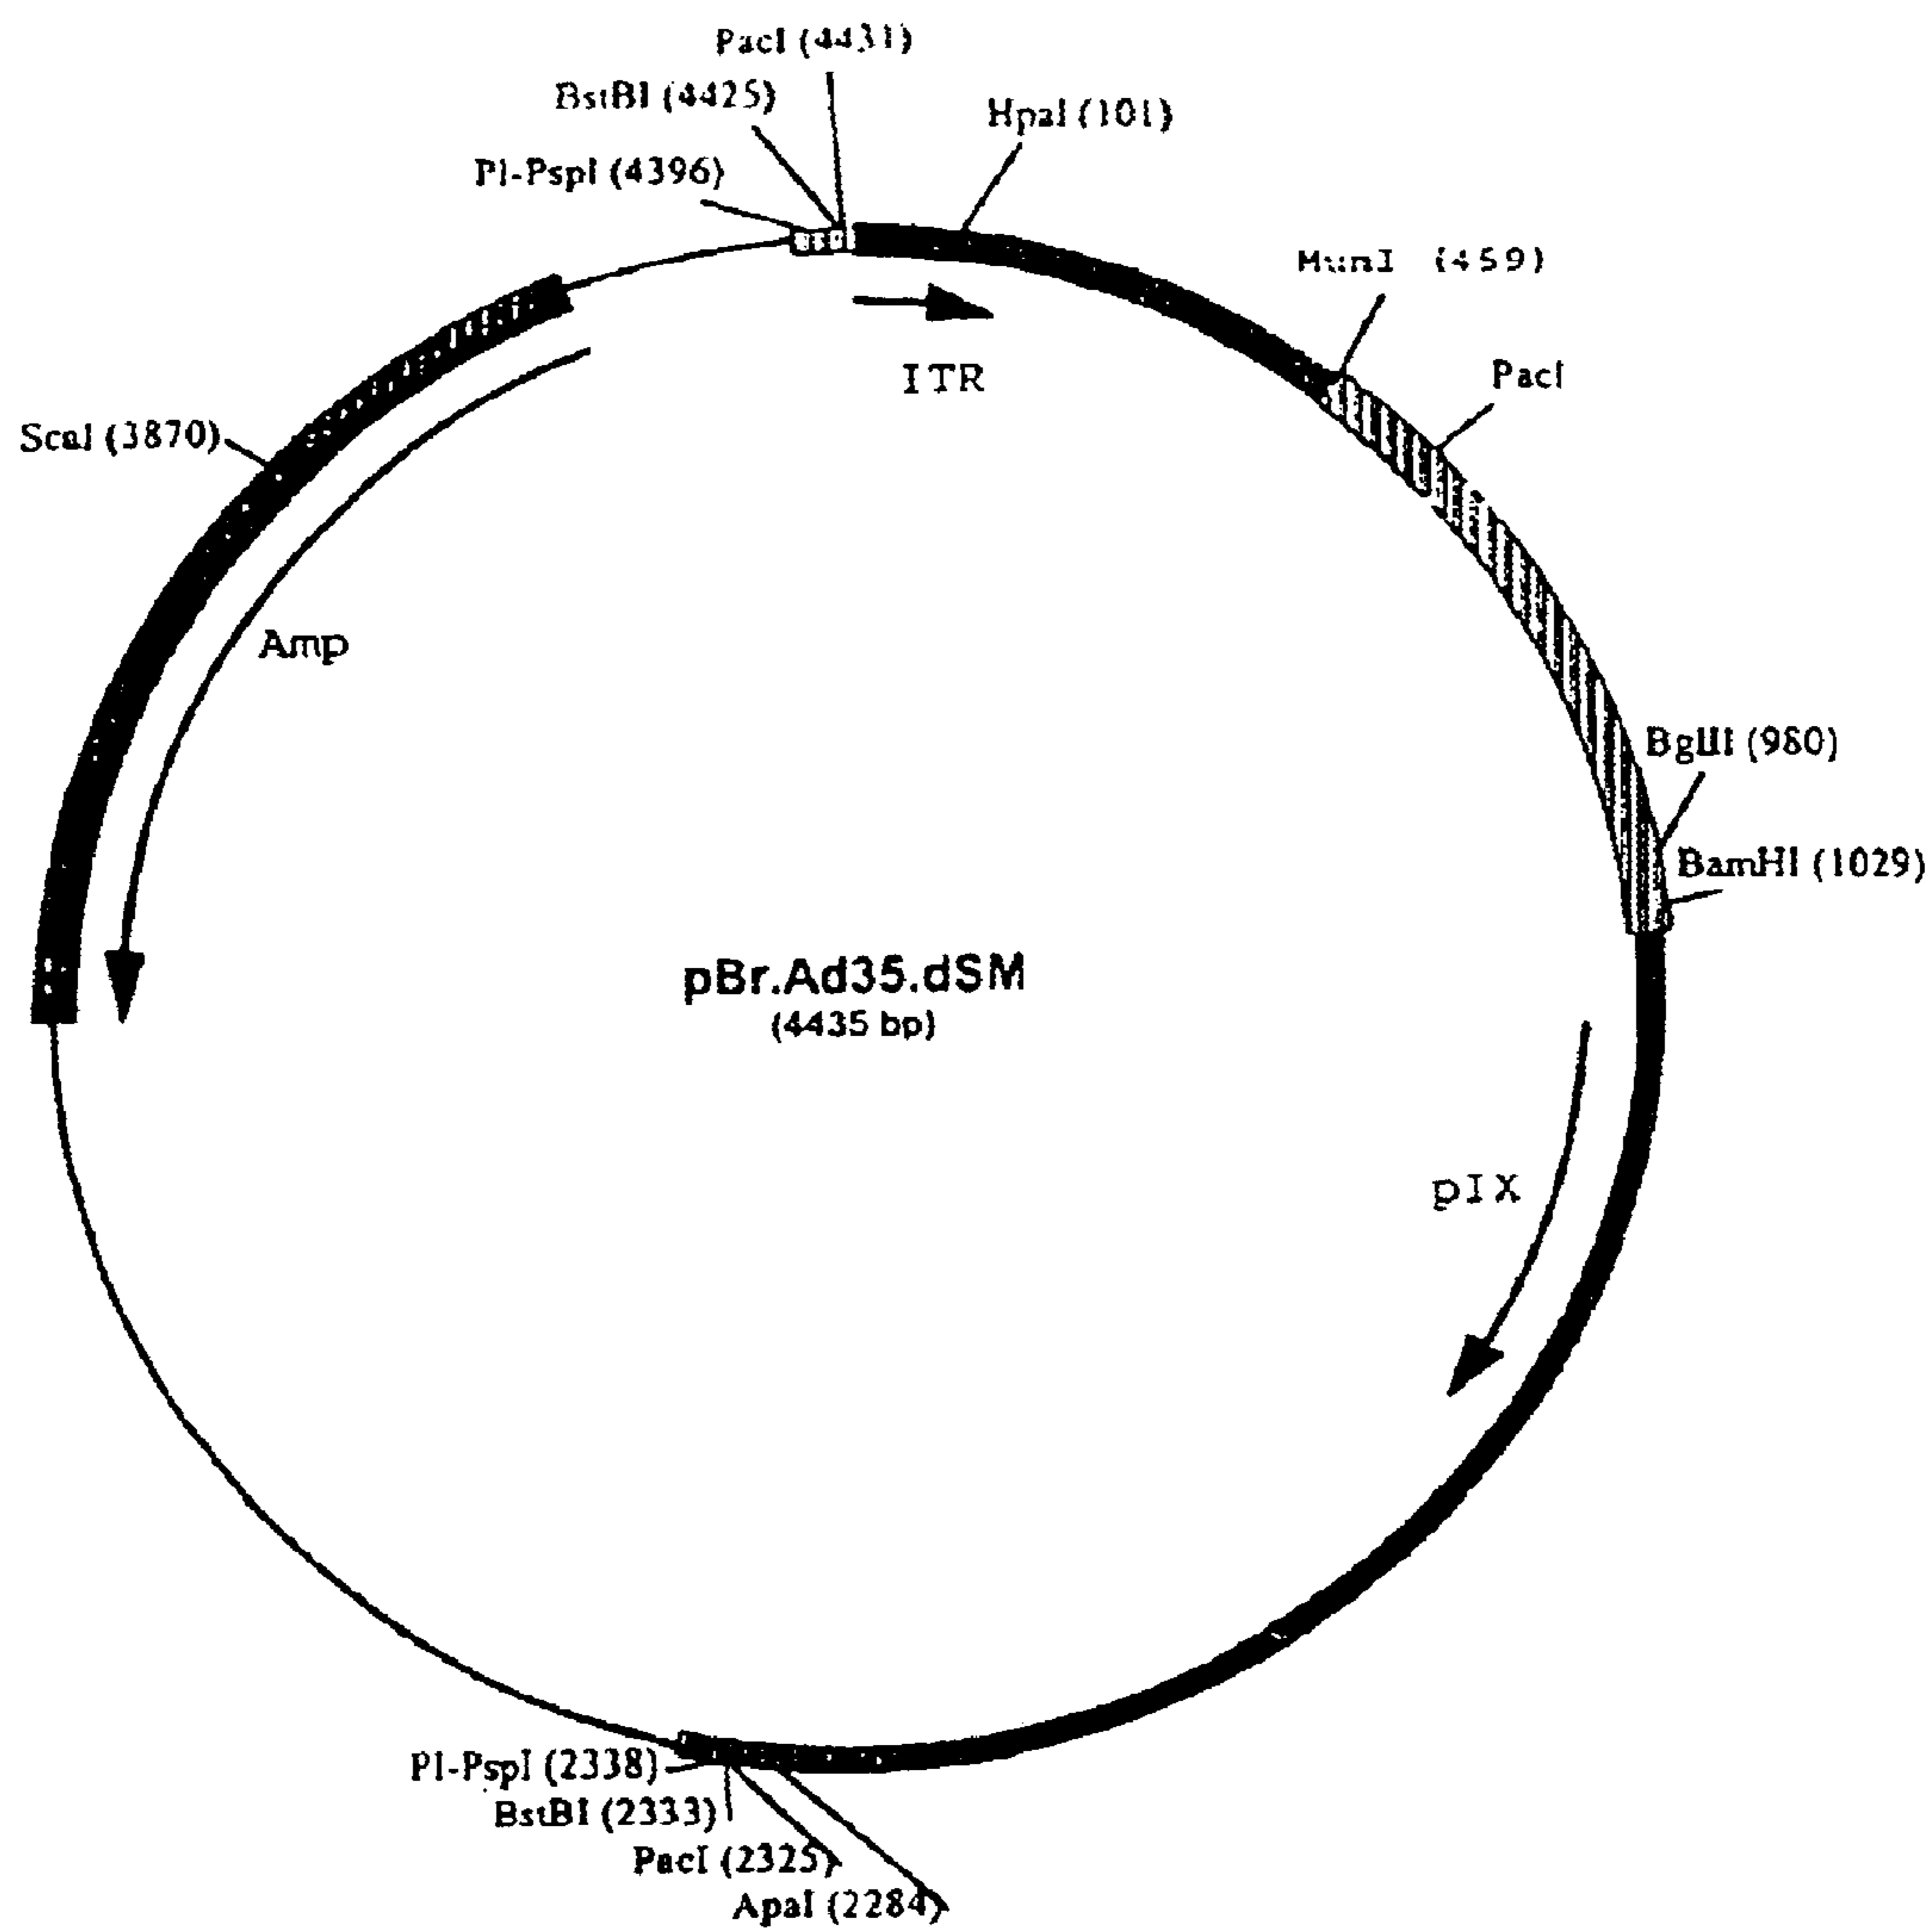 PacI (4431)
BstBI (4425)
HpaI (101)
PI-PspI (4396)
MunI (459)
PacI
ITR
ScaI (3870)
Amp
BglII (980)
BamHI (1029)
pBr.Ad35.dSM
(4435 bp)
pIX
PI-PspI (2338)
BstBI (2333)
PacI (2325)
ApaI (2284)